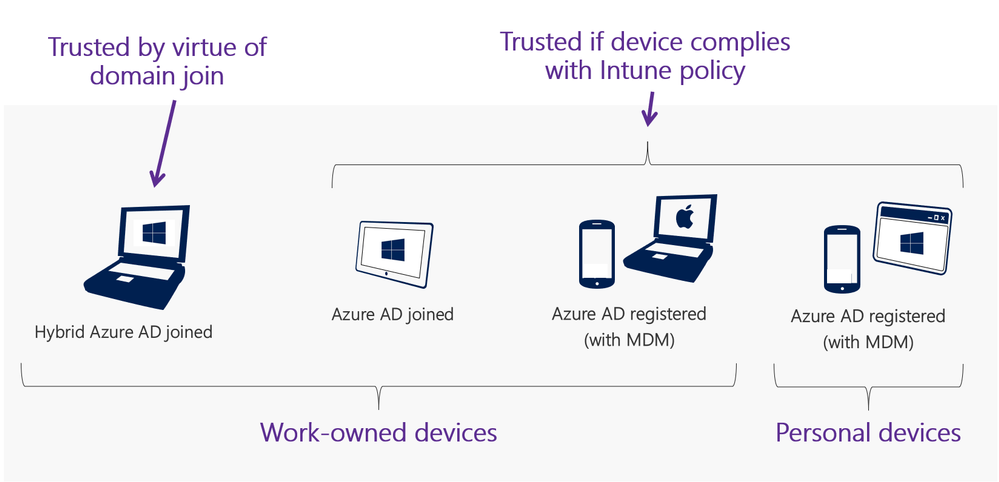 Trusted by virtue of
domain join
Trusted if device complies
with Intune policy
Hybrid Azure AD joined
Azure AD joined
Azure AD registered
(with MDM)
Azure AD registered
(with MDM)
Work-owned devices
Personal devices